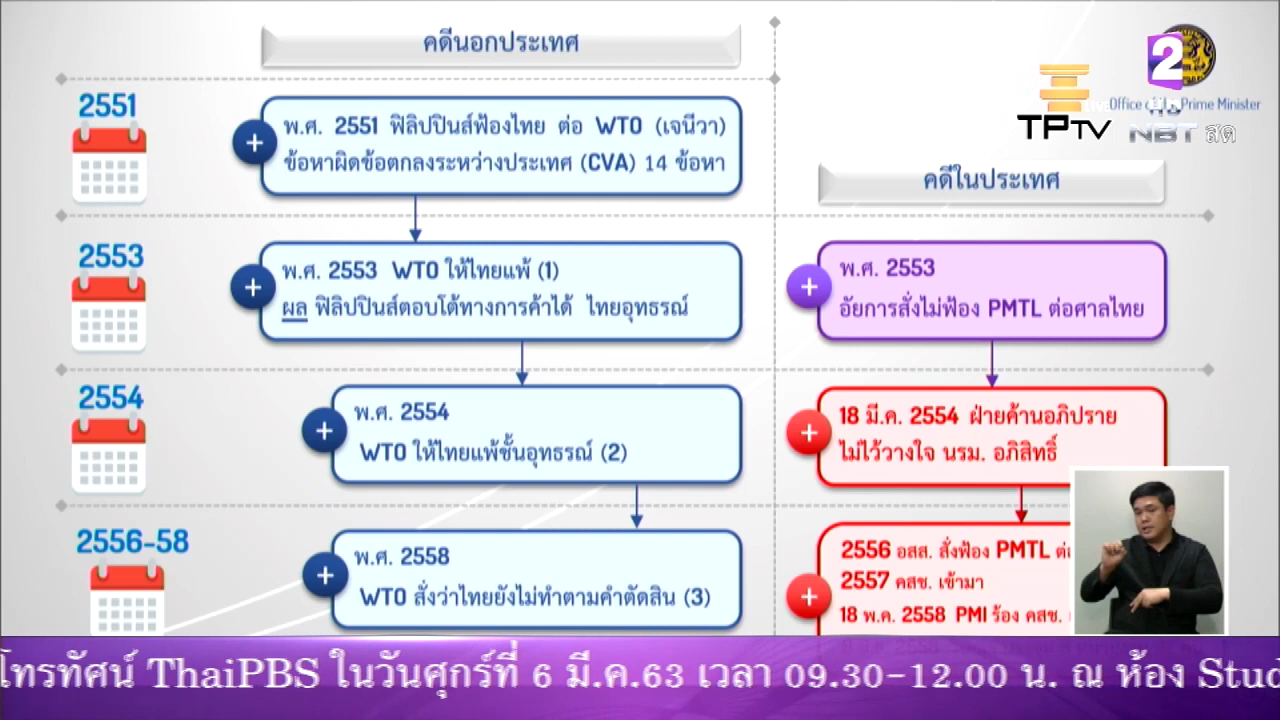 คดีนอกประเทศ
2551
พ.ศ. 2551 ฟิลิปปินส์ฟ้องไทย ต่อ WTO (เจนีวา)
ข้อหาผิดข้อตกลงระหว่างประเทศ (CVA) 14 ข้อหา
2
Office of the Prime Minister
TPTV
NBT สด
คดีในประเทศ
2553
พ.ศ. 2553 WTO ให้ไทยแพ้ (1)
ผล ฟิลิปปินส์ตอบโต้ทางการค้าได้ ไทยอุทธรณ์
พ.ศ. 2553
อัยการสั่งไม่ฟ้อง PMTL ต่อศาลไทย
2554
พ.ศ. 2554
WTO ให้ไทยแพ้ชั้นอุทธรณ์ (2)
18 มี.ค. 2554 ฝ่ายค้านอภิปราย
ไม่ไว้วางใจ นรม. อภิสิทธิ์
2556-58
พ.ศ. 2558
WTO สั่งว่าไทยยังไม่ทำตามคำตัดสิน (3)
2556 อสส. สั่งฟ้อง PMTL
2557 คสช. เข้ามา
18 พ.ค. 2558 PMI ร้อง คสช.
โทรทัศน์ ThaiPBS ในวันศุกร์ที่ 6 มี.ค.63 เวลา 09.30-12.00 น. ณ ห้อง Stud